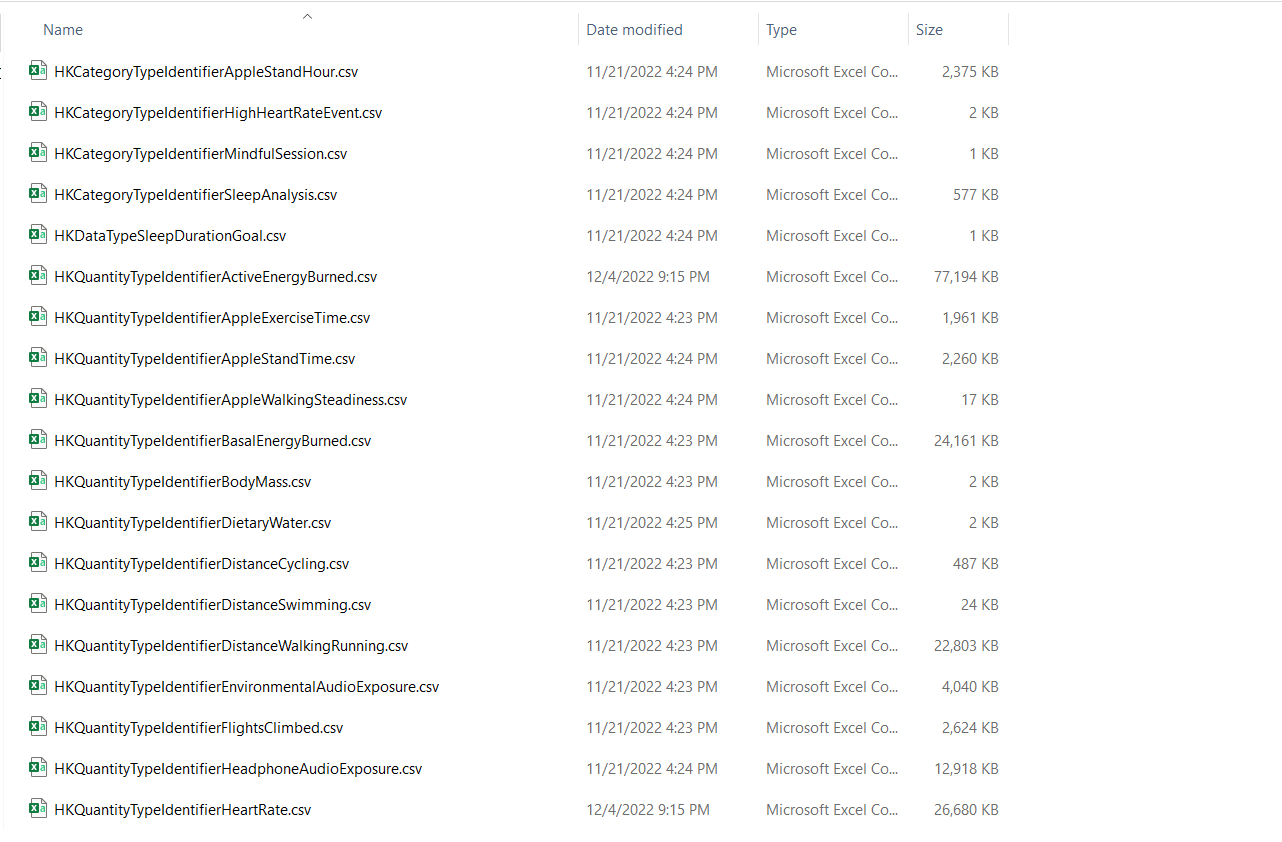 Name Date modified Type Size
HKCategoryTypeIdentifierAppleStandHour.csv 11/21/2022 4:24 PM Microsoft Excel Co... 2,375 KB
HKCategoryTypeIdentifierHighHeartRateEvent.csv 11/21/2022 4:24 PM Microsoft Excel Co... 2 KB
HKCategoryTypeIdentifierMindfulSession.csv 11/21/2022 4:24 PM Microsoft Excel Co... 1 KB
HKCategoryTypeIdentifierSleepAnalysis.csv 11/21/2022 4:24 PM Microsoft Excel Co... 577 KB
HKDataTypeSleepDurationGoal.csv 11/21/2022 4:24 PM Microsoft Excel Co... 1 KB
HKQuantityTypeIdentifierActiveEnergyBurned.csv 12/4/2022 9:15 PM Microsoft Excel Co... 77,194 KB
HKQuantityTypeIdentifierAppleExerciseTime.csv 11/21/2022 4:23 PM Microsoft Excel Co... 1,961 KB
HKQuantityTypeIdentifierAppleStandTime.csv 11/21/2022 4:24 PM Microsoft Excel Co... 2,260 KB
HKQuantityTypeIdentifierAppleWalkingSteadiness.csv 11/21/2022 4:24 PM Microsoft Excel Co... 17 KB
HKQuantityTypeIdentifierBasalEnergyBurned.csv 11/21/2022 4:23 PM Microsoft Excel Co... 24,161 KB
HKQuantityTypeIdentifierBodyMass.csv 11/21/2022 4:23 PM Microsoft Excel Co... 2 KB
HKQuantityTypeIdentifierDietaryWater.csv 11/21/2022 4:25 PM Microsoft Excel Co... 2 KB
HKQuantityTypeIdentifierDistanceCycling.csv 11/21/2022 4:23 PM Microsoft Excel Co... 487 KB
HKQuantityTypeIdentifierDistanceSwimming.csv 11/21/2022 4:23 PM Microsoft Excel Co... 24 KB
HKQuantityTypeIdentifierDistanceWalkingRunning.csv 11/21/2022 4:23 PM Microsoft Excel Co... 22,803 KB
HKQuantityTypeIdentifierEnvironmentalAudioExposure.csv 11/21/2022 4:23 PM Microsoft Excel Co... 4,040 KB
HKQuantityTypeIdentifierFlightsClimbed.csv 11/21/2022 4:23 PM Microsoft Excel Co... 2,624 KB
HKQuantityTypeIdentifierHeadphoneAudioExposure.csv 11/21/2022 4:24 PM Microsoft Excel Co... 12,918 KB
HKQuantityTypeIdentifierHeartRate.csv 12/4/2022 9:15 PM Microsoft Excel Co... 26,680 KB